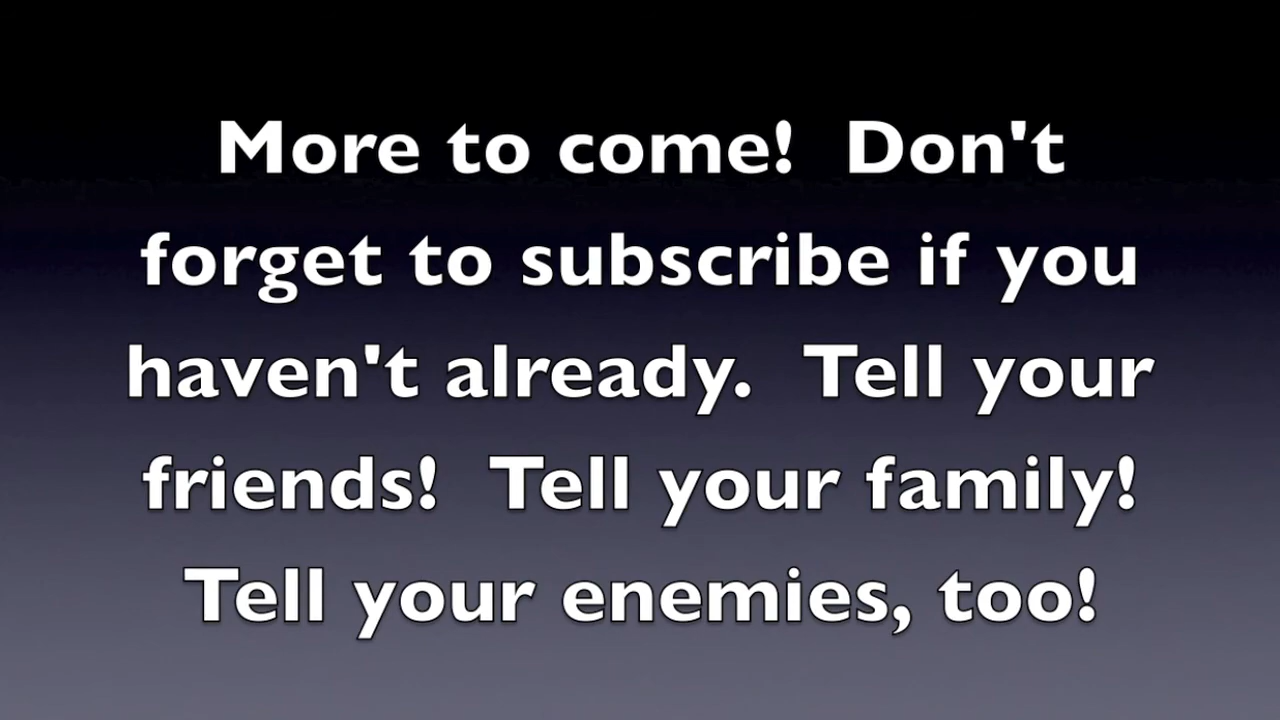 More to come!  Don't
forget to subscribe if you
haven't already.  Tell your
friends!  Tell your family!
Tell your enemies, too!